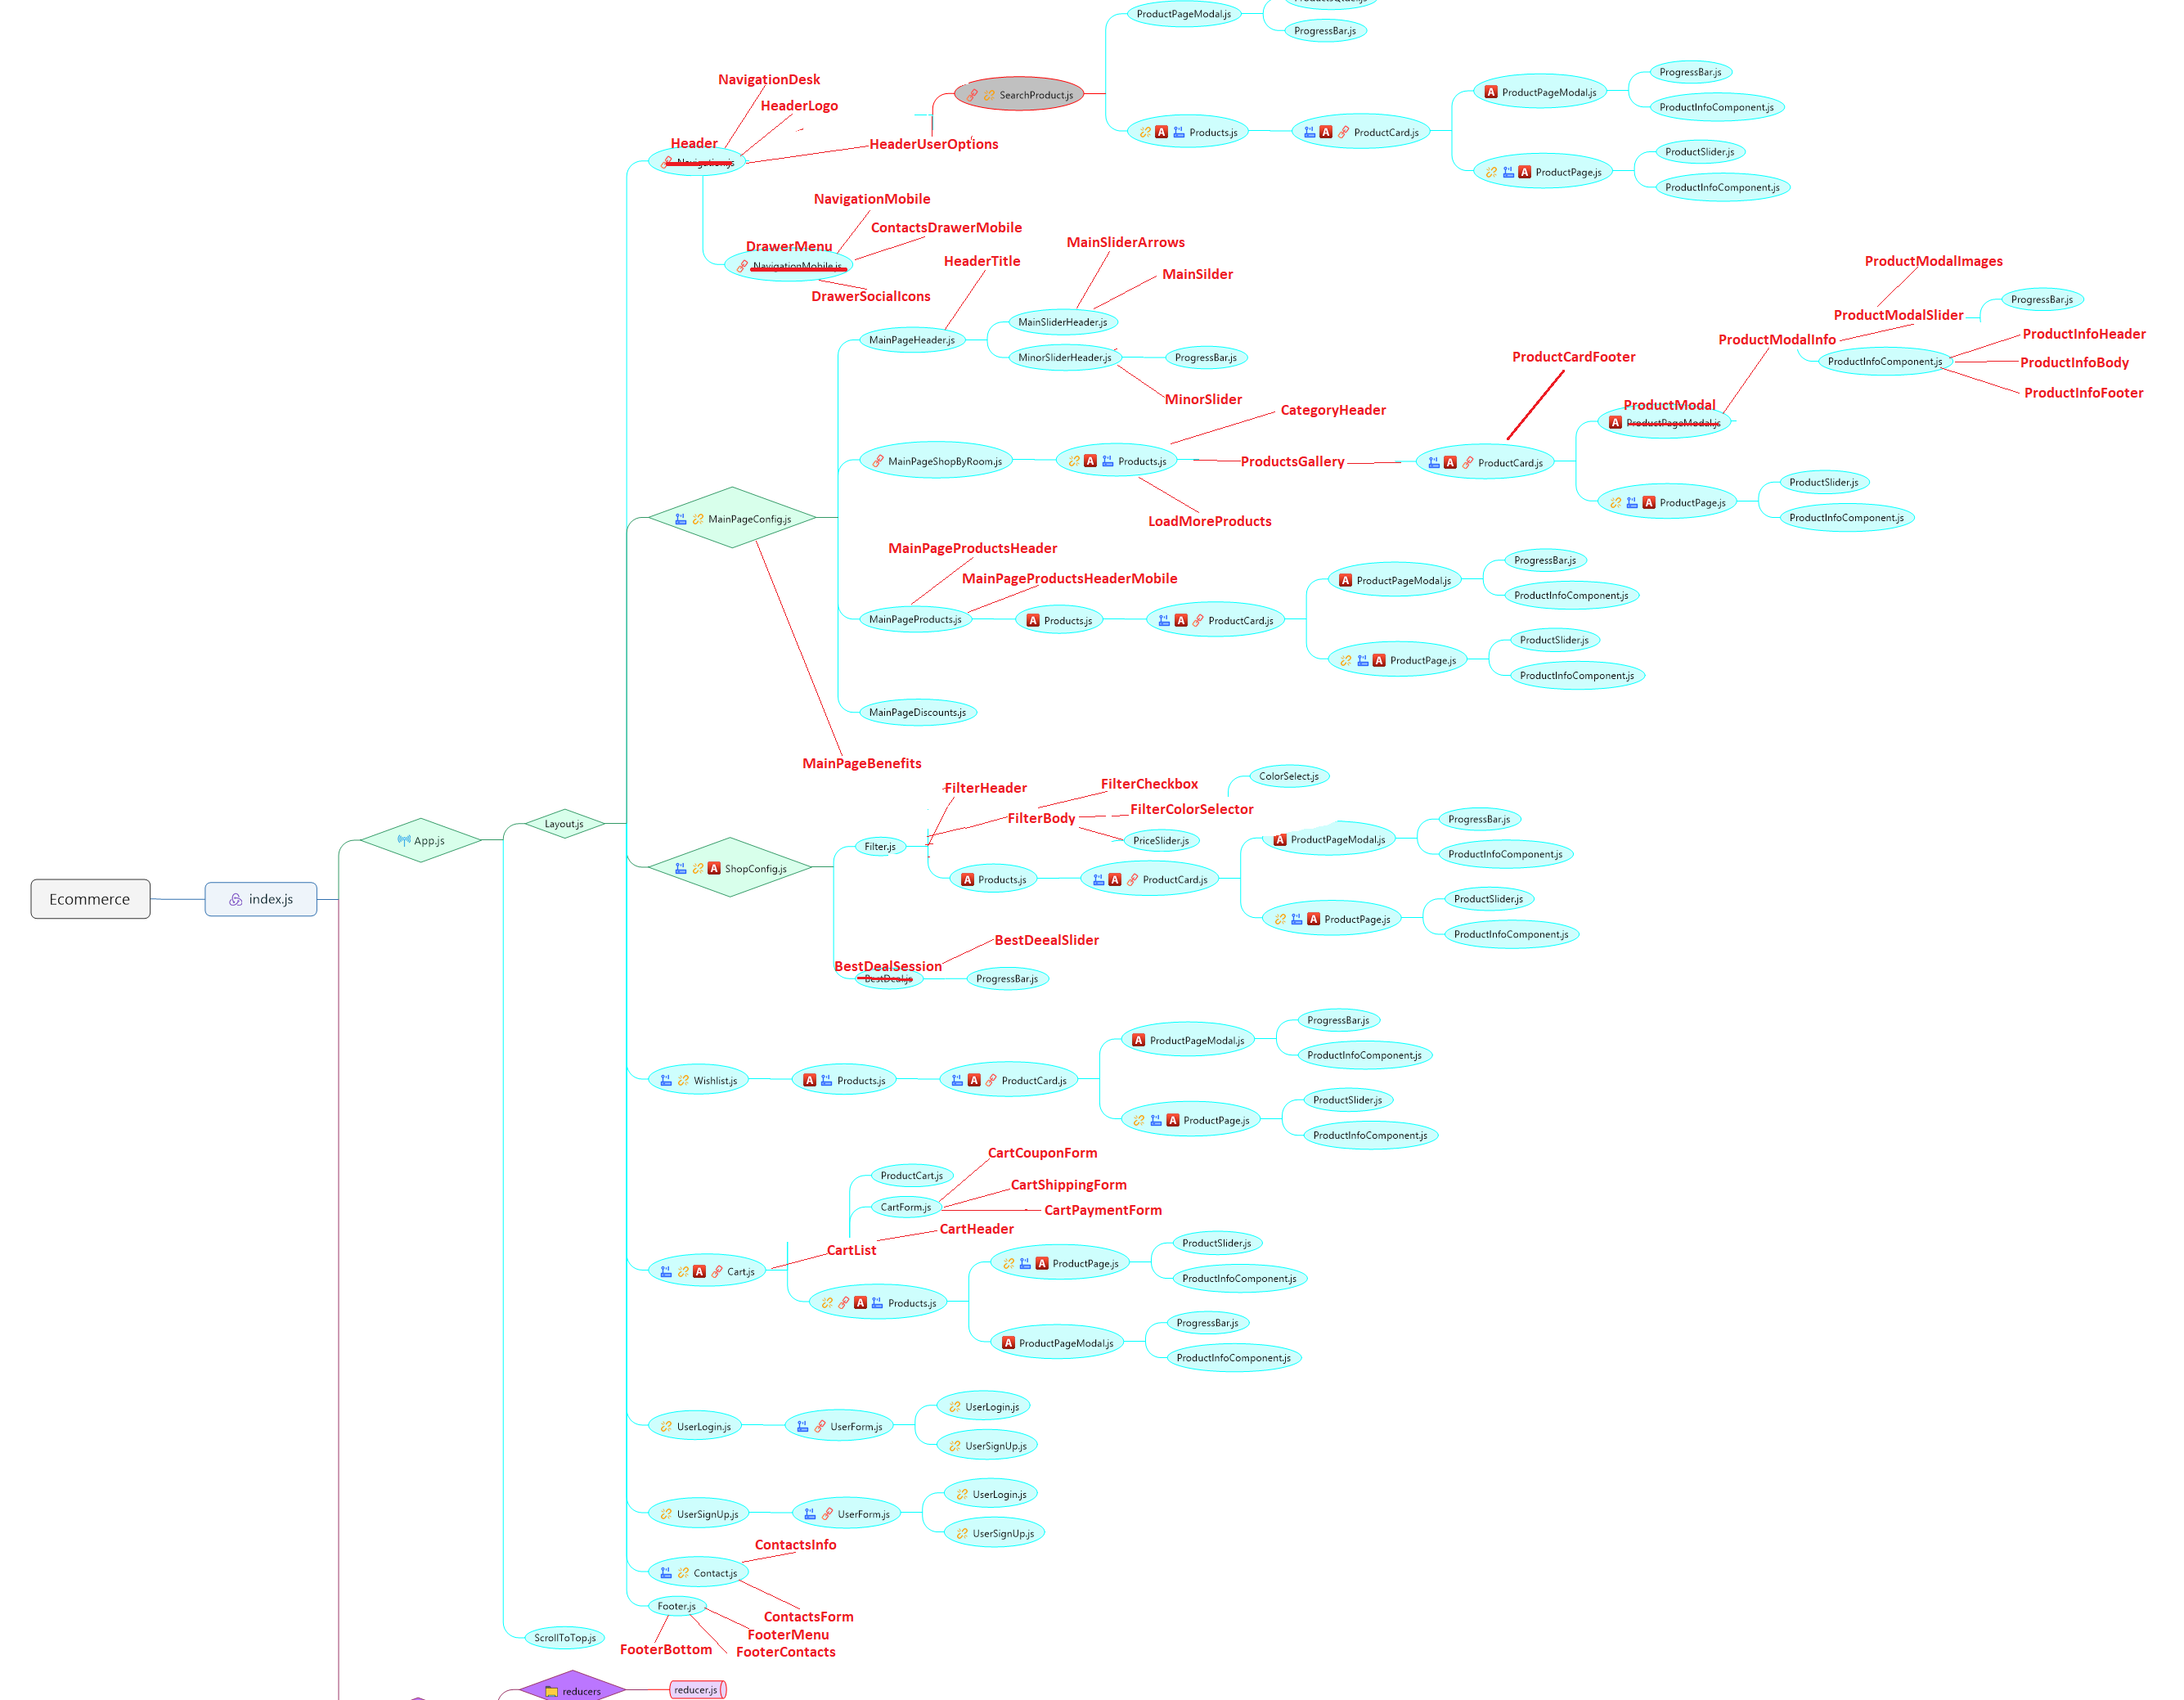 ProductPageModal.js
ProgressBar.js
NavigationDesk
HeaderLogo
SearchProduct.js
ProductPageModal.js
ProgressBar.js
ProductInfoComponent.js
Products.js
ProductCard.js
Header
Navigation.js
HeaderUserOptions
ProductPage.js
ProductSlider.js
ProductInfoComponent.js
NavigationMobile
ContactsDrawerMobile
DrawerMenu
NavigationMobile.js
DrawerSocialIcons
HeaderTitle
MainSliderArrows
MainSilder
MainPageHeader.js
MainSliderHeader.js
MinorSliderHeader.js
ProgressBar.js
MinorSlider
ProductModalImages
ProductModalSlider
ProgressBar.js
ProductModalInfo
ProductInfoComponent.js
ProductInfoHeader
ProductInfoBody
ProductInfoFooter
ProductCardFooter
ProductModal
ProductPageModal.js
CategoryHeader
MainPageShopByRoom.js
Products.js
ProductsGallery
ProductCard.js
LoadMoreProducts
ProductPage.js
ProductSlider.js
ProductInfoComponent.js
MainPageConfig.js
MainPageProductsHeader
MainPageProductsHeaderMobile
MainPageProducts.js
Products.js
ProductCard.js
ProductPageModal.js
ProgressBar.js
ProductInfoComponent.js
ProductPage.js
ProductSlider.js
ProductInfoComponent.js
MainPageDiscounts.js
MainPageBenefits
FilterHeader
FilterCheckbox
FilterColorSelector
FilterBody
ColorSelect.js
PriceSlider.js
Layout.js
App.js
Ecommerce
index.js
ShopConfig.js
Filter.js
Products.js
ProductCard.js
ProductPageModal.js
ProgressBar.js
ProductInfoComponent.js
ProductPage.js
ProductSlider.js
ProductInfoComponent.js
BestDeealSlider
BestDealSession
BestDeal.js
ProgressBar.js
Wishlist.js
Products.js
ProductCard.js
ProductPageModal.js
ProgressBar.js
ProductInfoComponent.js
ProductPage.js
ProductSlider.js
ProductInfoComponent.js
CartCouponForm
CartShippingForm
CartPaymentForm
ProductCart.js
CartForm.js
CartHeader
CartList
Cart.js
Products.js
ProductPage.js
ProductSlider.js
ProductInfoComponent.js
ProductPageModal.js
ProgressBar.js
ProductInfoComponent.js
UserLogin.js
UserForm.js
UserLogin.js
UserSignUp.js
UserSignUp.js
UserForm.js
UserLogin.js
UserSignUp.js
ContactsInfo
Contact.js
ContactsForm
Footer.js
FooterMenu
FooterBottom
FooterContacts
ScrollToTop.js
reducers
reducer.js